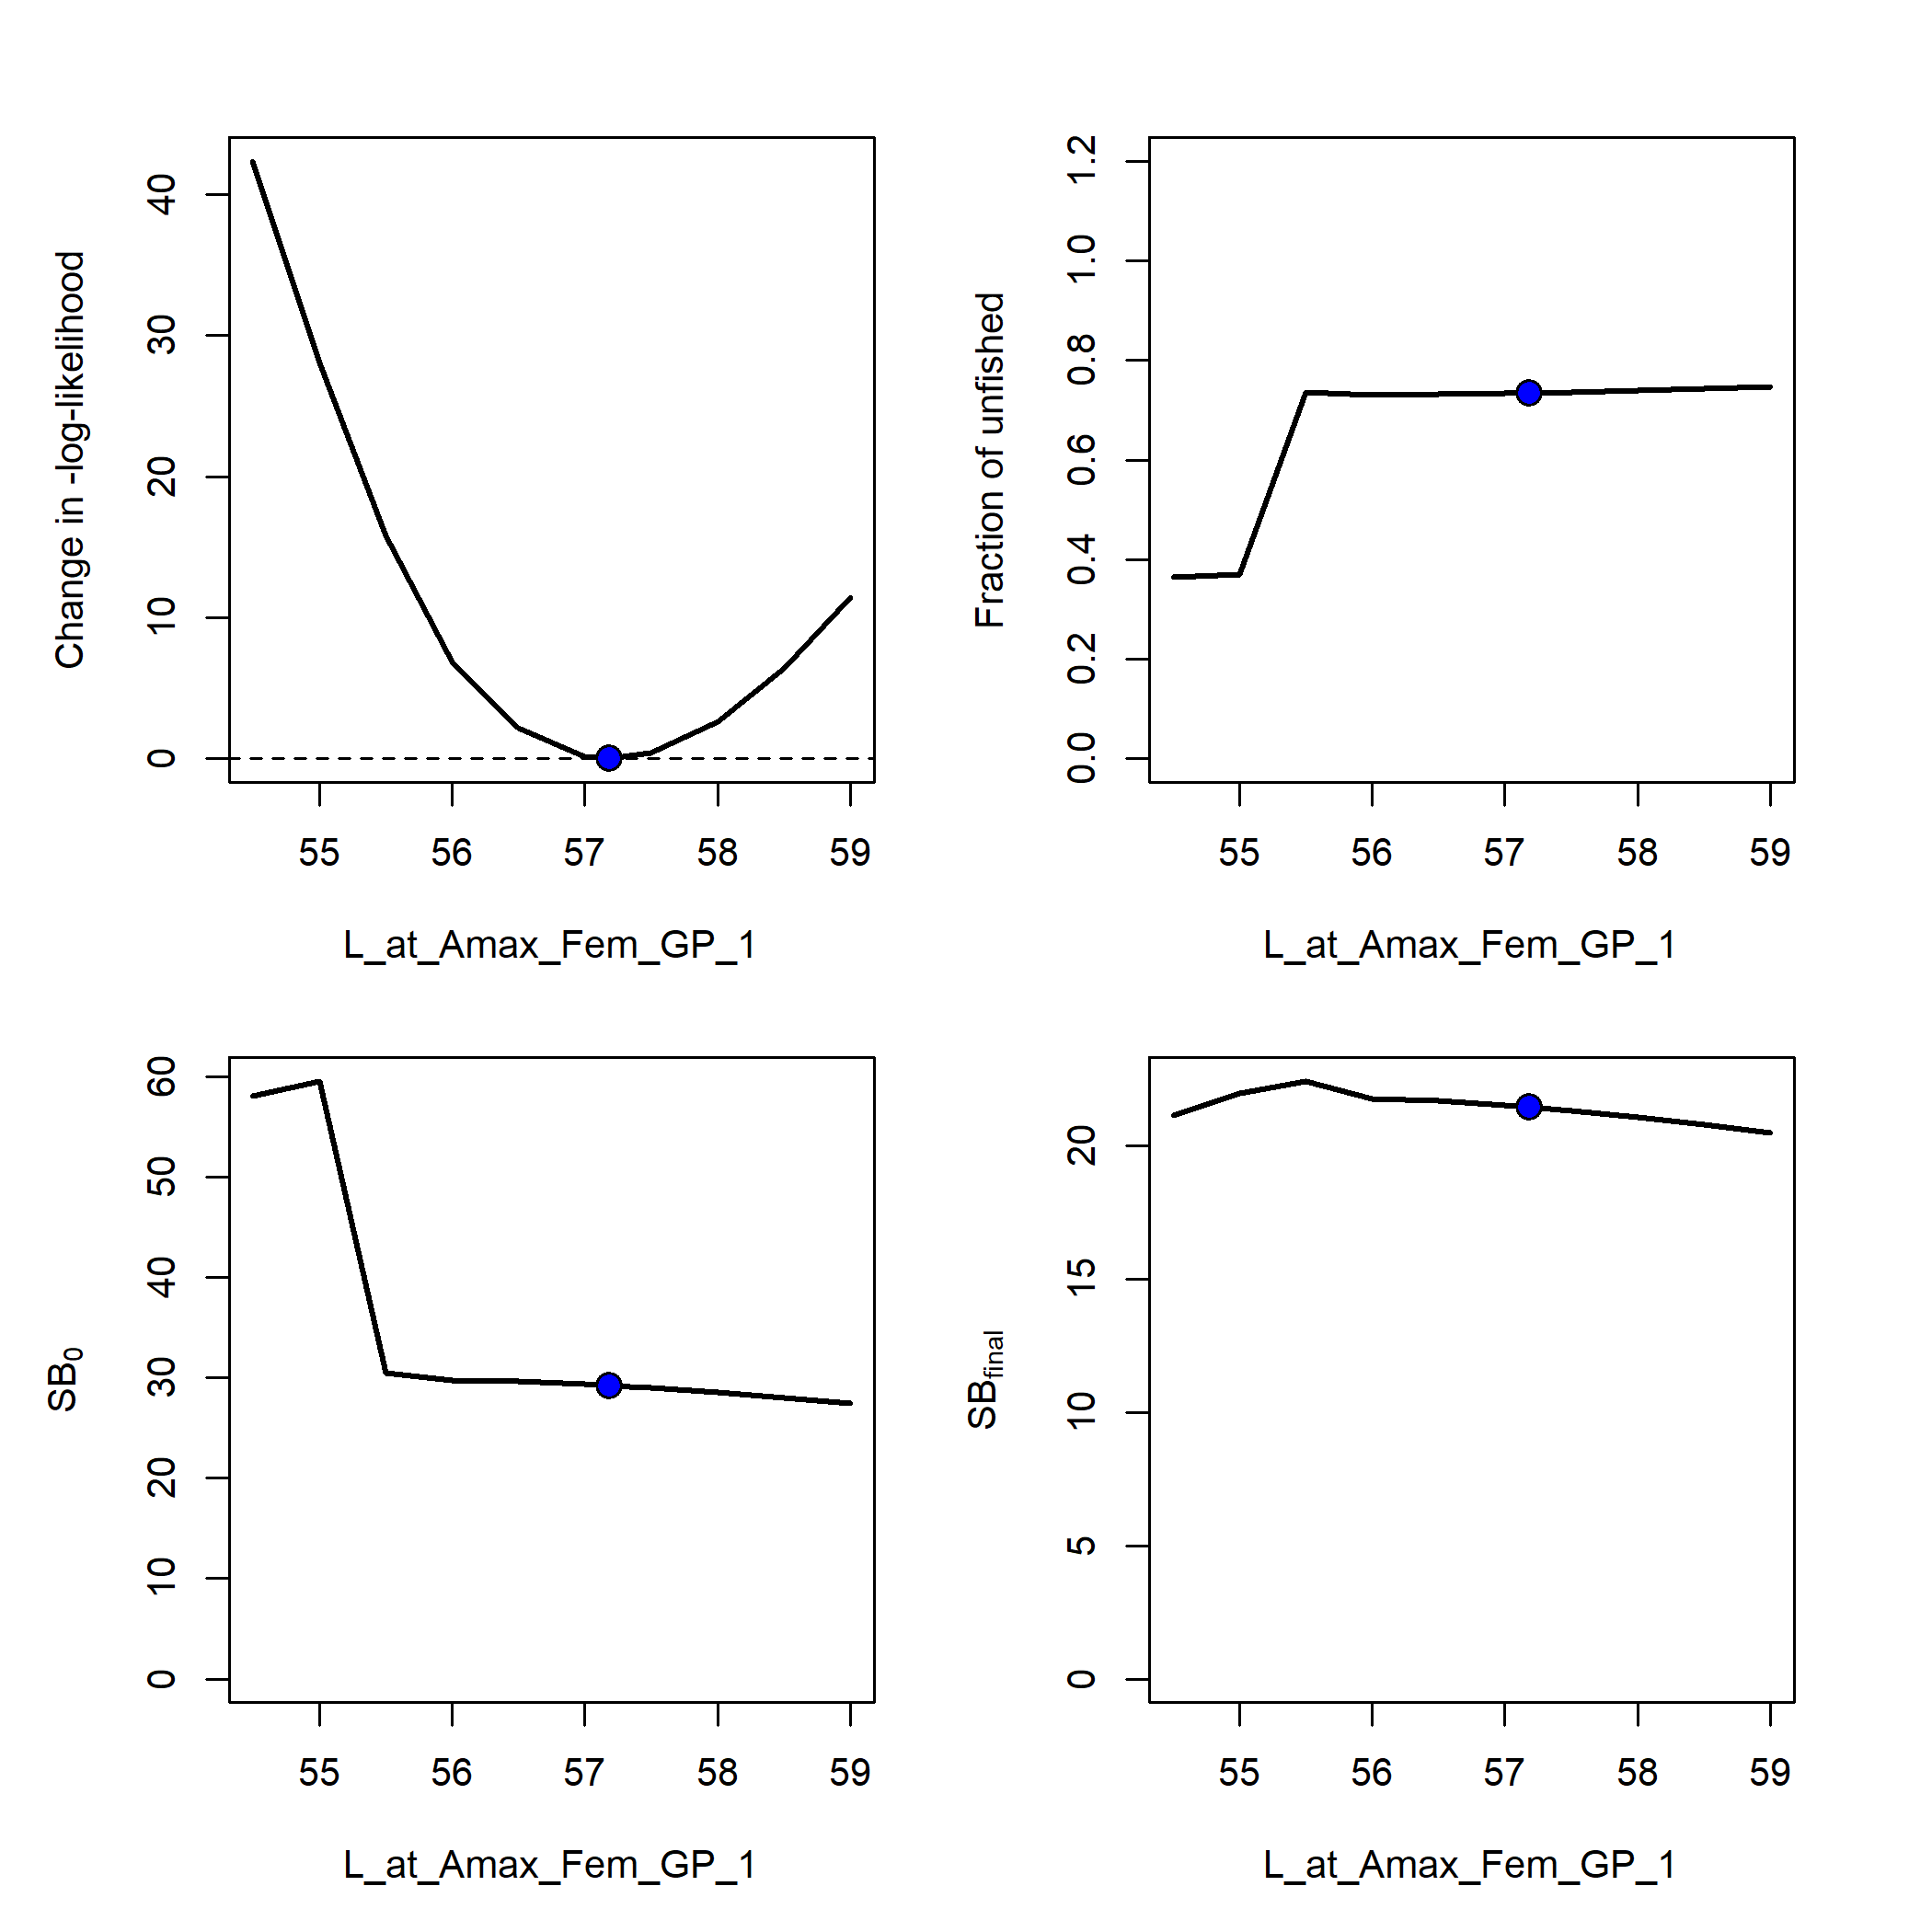 Change in -log-likelihood
40
30
20
10
0
55 56 57 58 59
L_at_Amax_Fem_GP_1
Fraction of unfished
1.2
1.0
0.8
0.6
0.4
0.2
0.0
55 56 57 58 59
L_at_Amax_Fem_GP_1
SB0
60
50
40
30
20
10
0
55 56 57 58 59
L_at_Amax_Fem_GP_1
SBfinal
20
15
10
5
0
55 56 57 58 59
L_at_Amax_Fem_GP_1